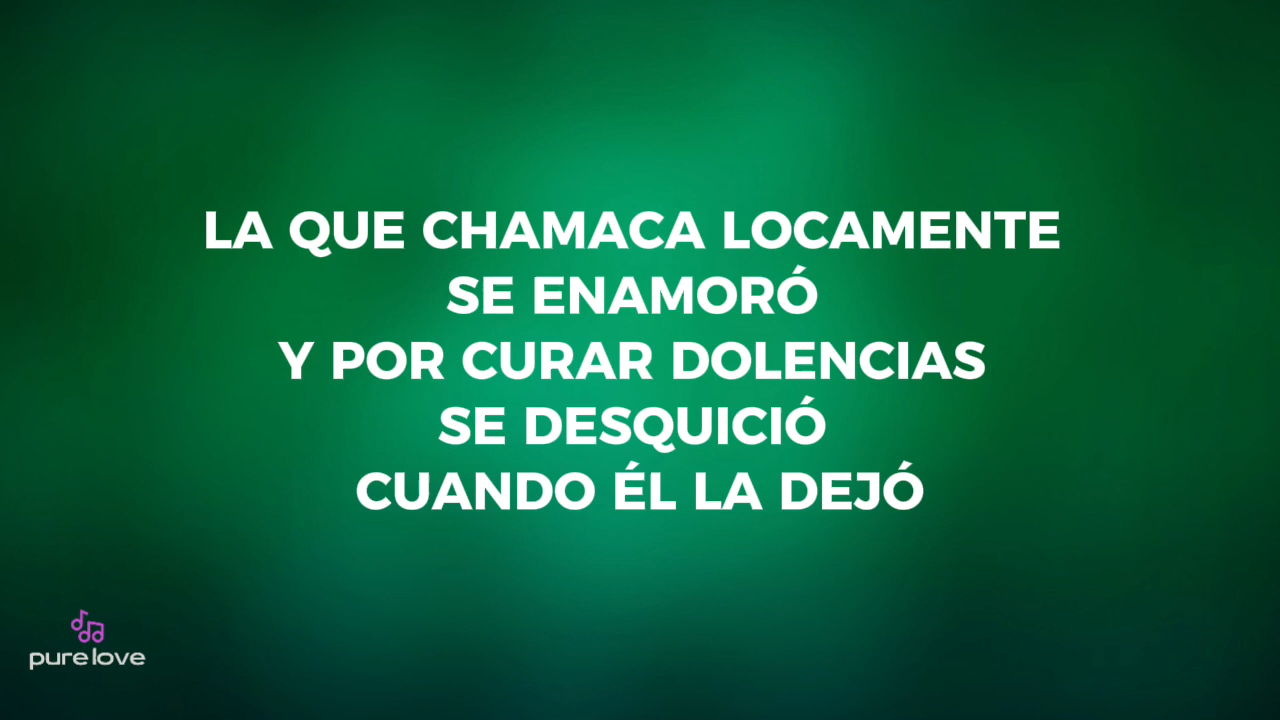 LA QUE CHAMACA LOCAMENTE
SE ENAMORÓ
Y POR CURAR DOLENCIAS
SE DESQUICIÓ
CUANDO ÉL LA DEJÓ
pure love